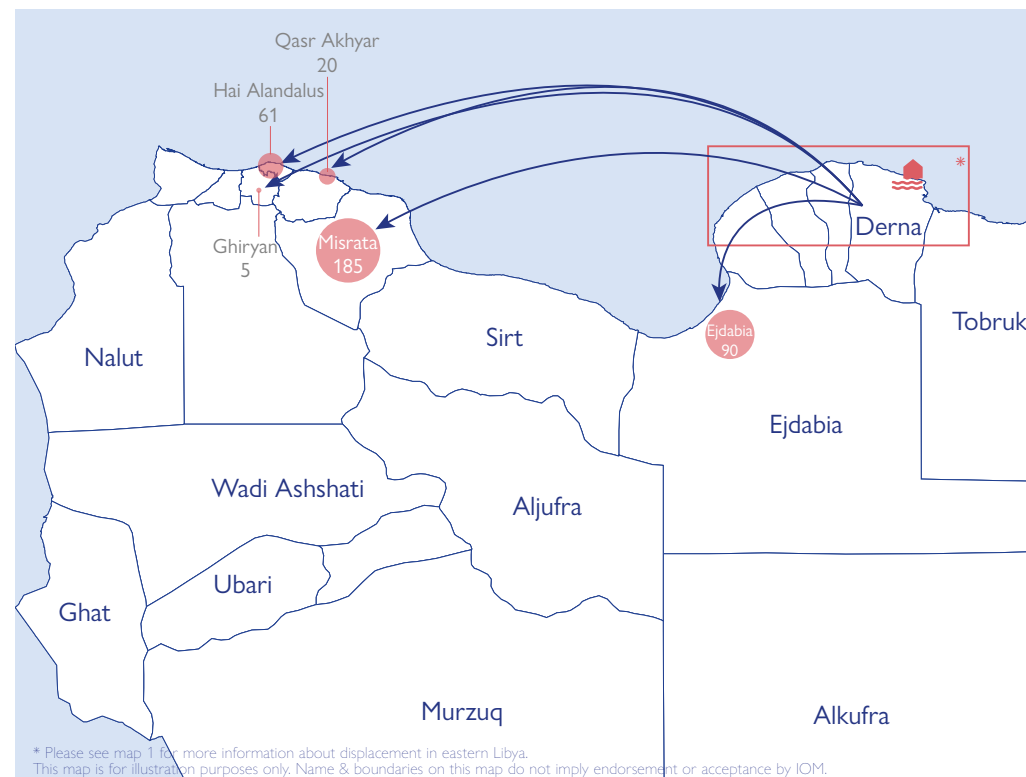 Qasr Akhyar
20
Hai Alandalus
61
*
Derna
Ghiryan
5
Misrata
185
Tobruk
Ejdabia
90
Sirt
Nalut
Ejdabia
Wadi Ashshati
Aljufra
Ubari
Ghat
Murzuq
Alkufra
* Please see map 1 for more information about displacement in eastern Libya.
This map is for illustration purposes only. Name & boundaries on this map do not imply endorsement or acceptance by IOM.